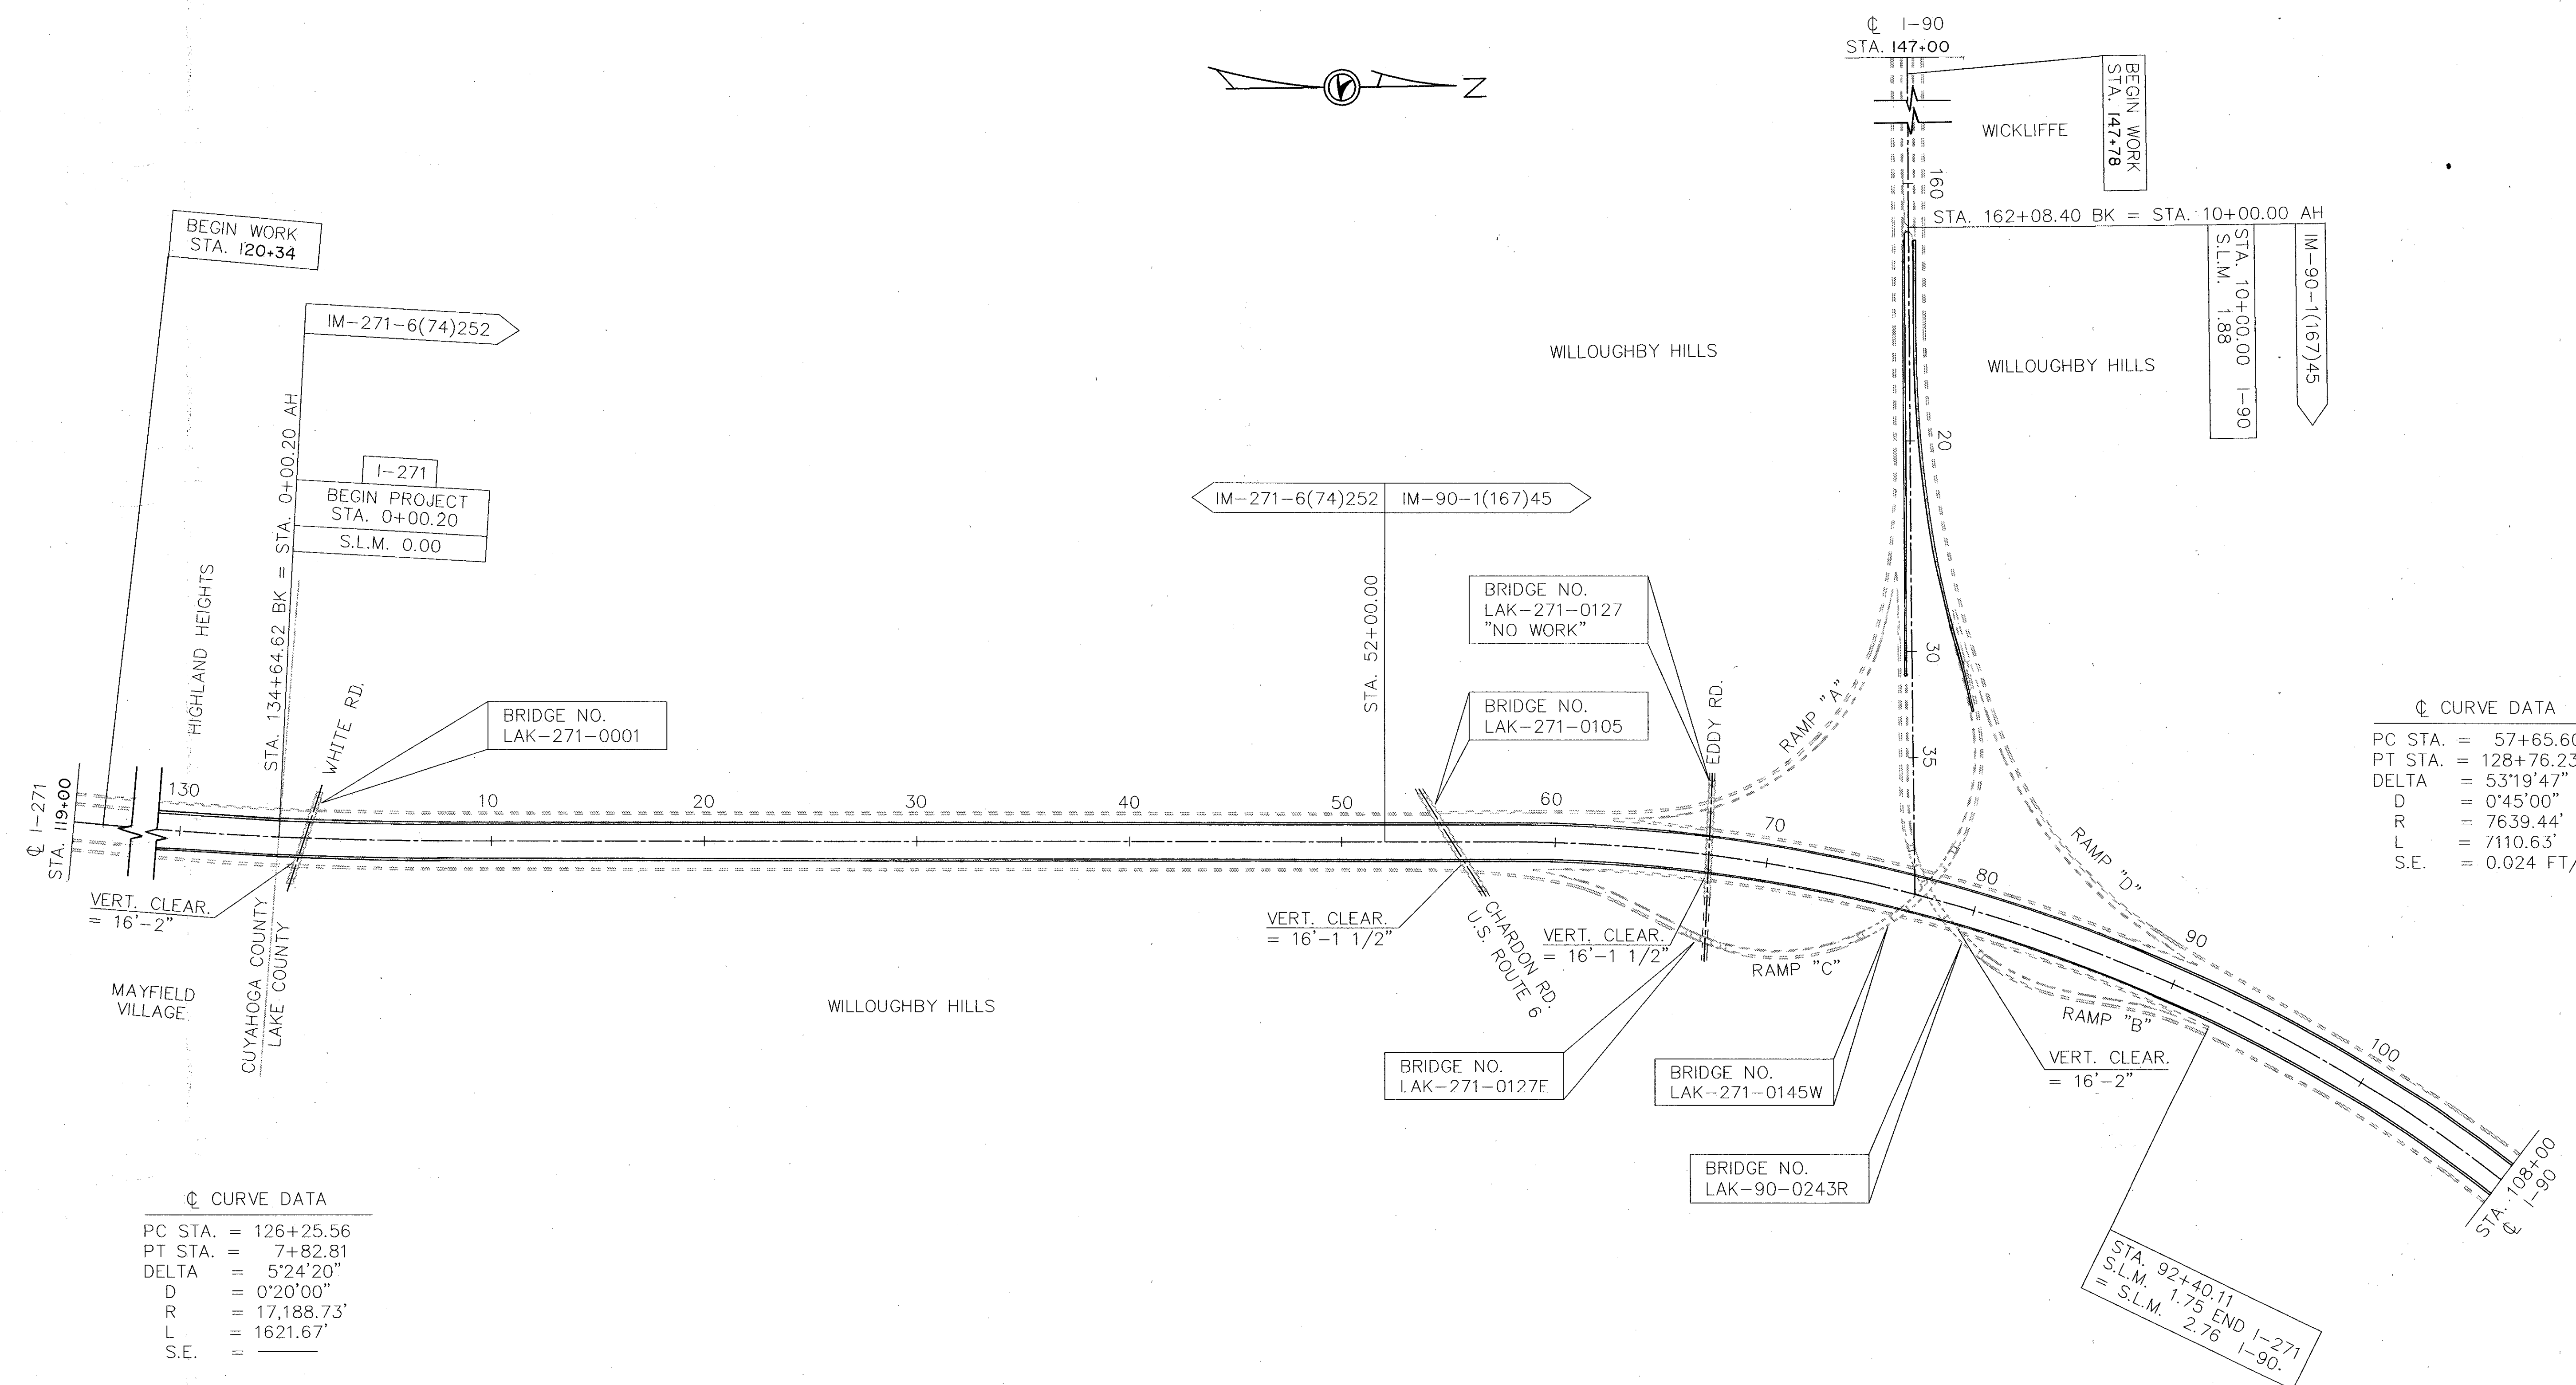 ℄ I-90
STA. 147+00
BEGIN WORK
STA. 147+78
WICKLIFFE
160
STA. 162+08.40 BK = STA. 10+00.00 AH
STA. 10+00.00 I-90
S.L.M. 1.88
IM-90-1(167)45
N
BEGIN WORK
STA. 120+34
IM-271-6(74)252
STA. 134+64.62 BK = STA. 0+00.20 AH
I-271
BEGIN PROJECT
STA. 0+00.20
S.L.M. 0.00
HIGHLAND HEIGHTS
WILLOUGHBY HILLS
WILLOUGHBY HILLS
20
30
35
IM-271-6(74)252
IM-90-1(167)45
STA. 52+00.00
BRIDGE NO.
LAK-271-0127
"NO WORK"
BRIDGE NO.
LAK-271-0105
EDDY RD.
RAMP "A"
WHITE RD.
BRIDGE NO.
LAK-271-0001
℄ I-271
STA. 119+00
130
10
20
30
40
50
60
70
80
90
100
RAMP "D"
℄ CURVE DATA
PC STA. = 57+65.60
PT STA. = 128+76.23
DELTA = 53°19'47"
D = 0°45'00"
R = 7639.44'
L = 7110.63'
S.E. = 0.024 FT/
VERT. CLEAR.
= 16'-2"
CUYAHOGA COUNTY
LAKE COUNTY
MAYFIELD
VILLAGE
WILLOUGHBY HILLS
VERT. CLEAR.
= 16'-1 1/2"
CHARDON RD.
U.S. ROUTE 6
VERT. CLEAR.
= 16'-1 1/2"
RAMP "C"
RAMP "B"
VERT. CLEAR.
= 16'-2"
BRIDGE NO.
LAK-271-0127E
BRIDGE NO.
LAK-271-0145W
BRIDGE NO.
LAK-90-0243R
STA. 108+00
℄ I-90
STA. 92+40.11
S.L.M. 1.75 END I-271
= S.L.M. 2.76 I-90
℄ CURVE DATA
PC STA. = 126+25.56
PT STA. = 7+82.81
DELTA = 5°24'20"
D = 0°20'00"
R = 17,188.73'
L = 1621.67'
S.E. =